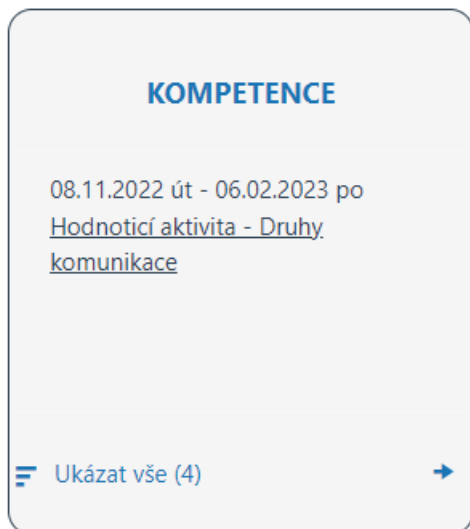 KOMPETENCE
08.11.2022 út - 06.02.2023 po
Hodnoticí aktivita - Druhy
komunikace
Ukázat vše (4)